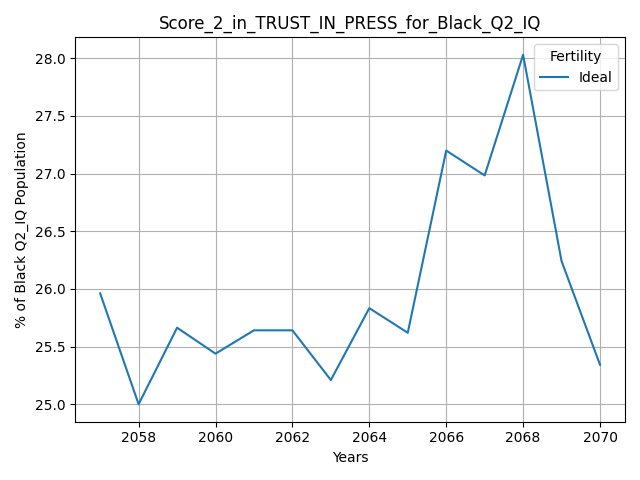 Score_2_in_TRUST_IN_PRESS_for_Black_Q2_IQ
Fertility
Ideal
% of Black Q2_IQ Population
28.0
27.5
27.0
26.5
26.0
25.5
25.0
2058 2060 2062 2064 2066 2068 2070
Years